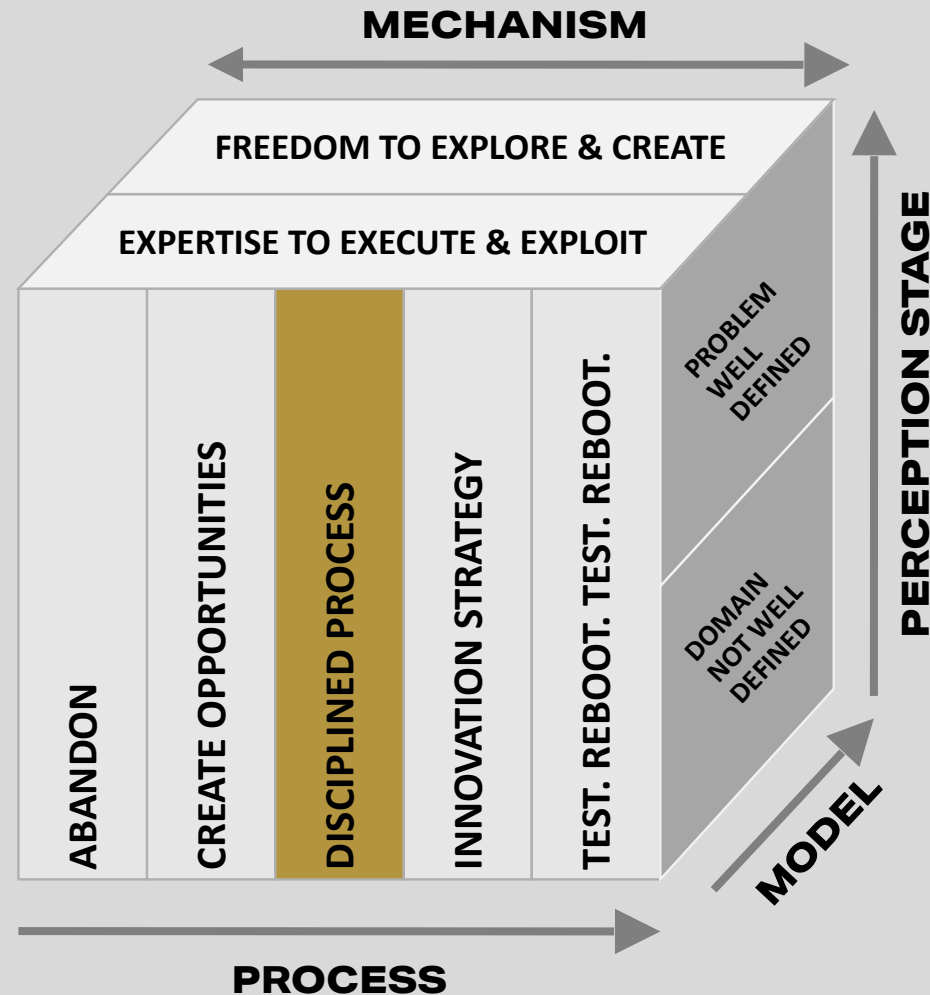 MECHANISM
FREEDOM TO EXPLORE & CREATE
EXPERTISE TO EXECUTE & EXPLOIT
PROBLEM
WELL
DEFINED
DOMAIN
NOT WELL
DEFINED
PERCEPTION STAGE
MODEL
ABANDON
CREATE OPPORTUNITIES
DISCIPLINED PROCESS
INNOVATION STRATEGY
TEST. REBOOT. TEST. REBOOT.
PROCESS